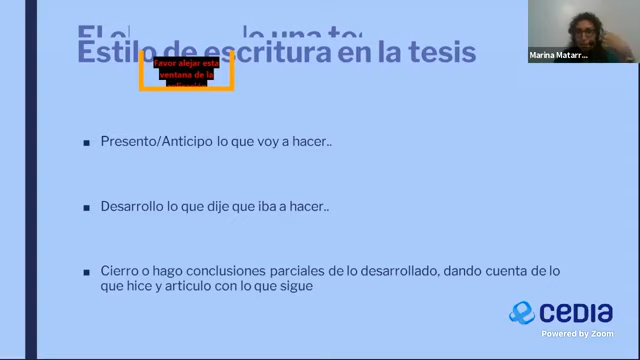 Estilo de escritura en la tesis
Favor alejar esta
ventana de la
Marina Matarr...
Presento/Anticipo lo que voy a hacer..
Desarrollo lo que dije que iba a hacer..
Cierro o hago conclusiones parciales de lo desarrollado, dando cuenta de lo
que hice y articulo con lo que sigue
CEDIA
Powered by Zoom